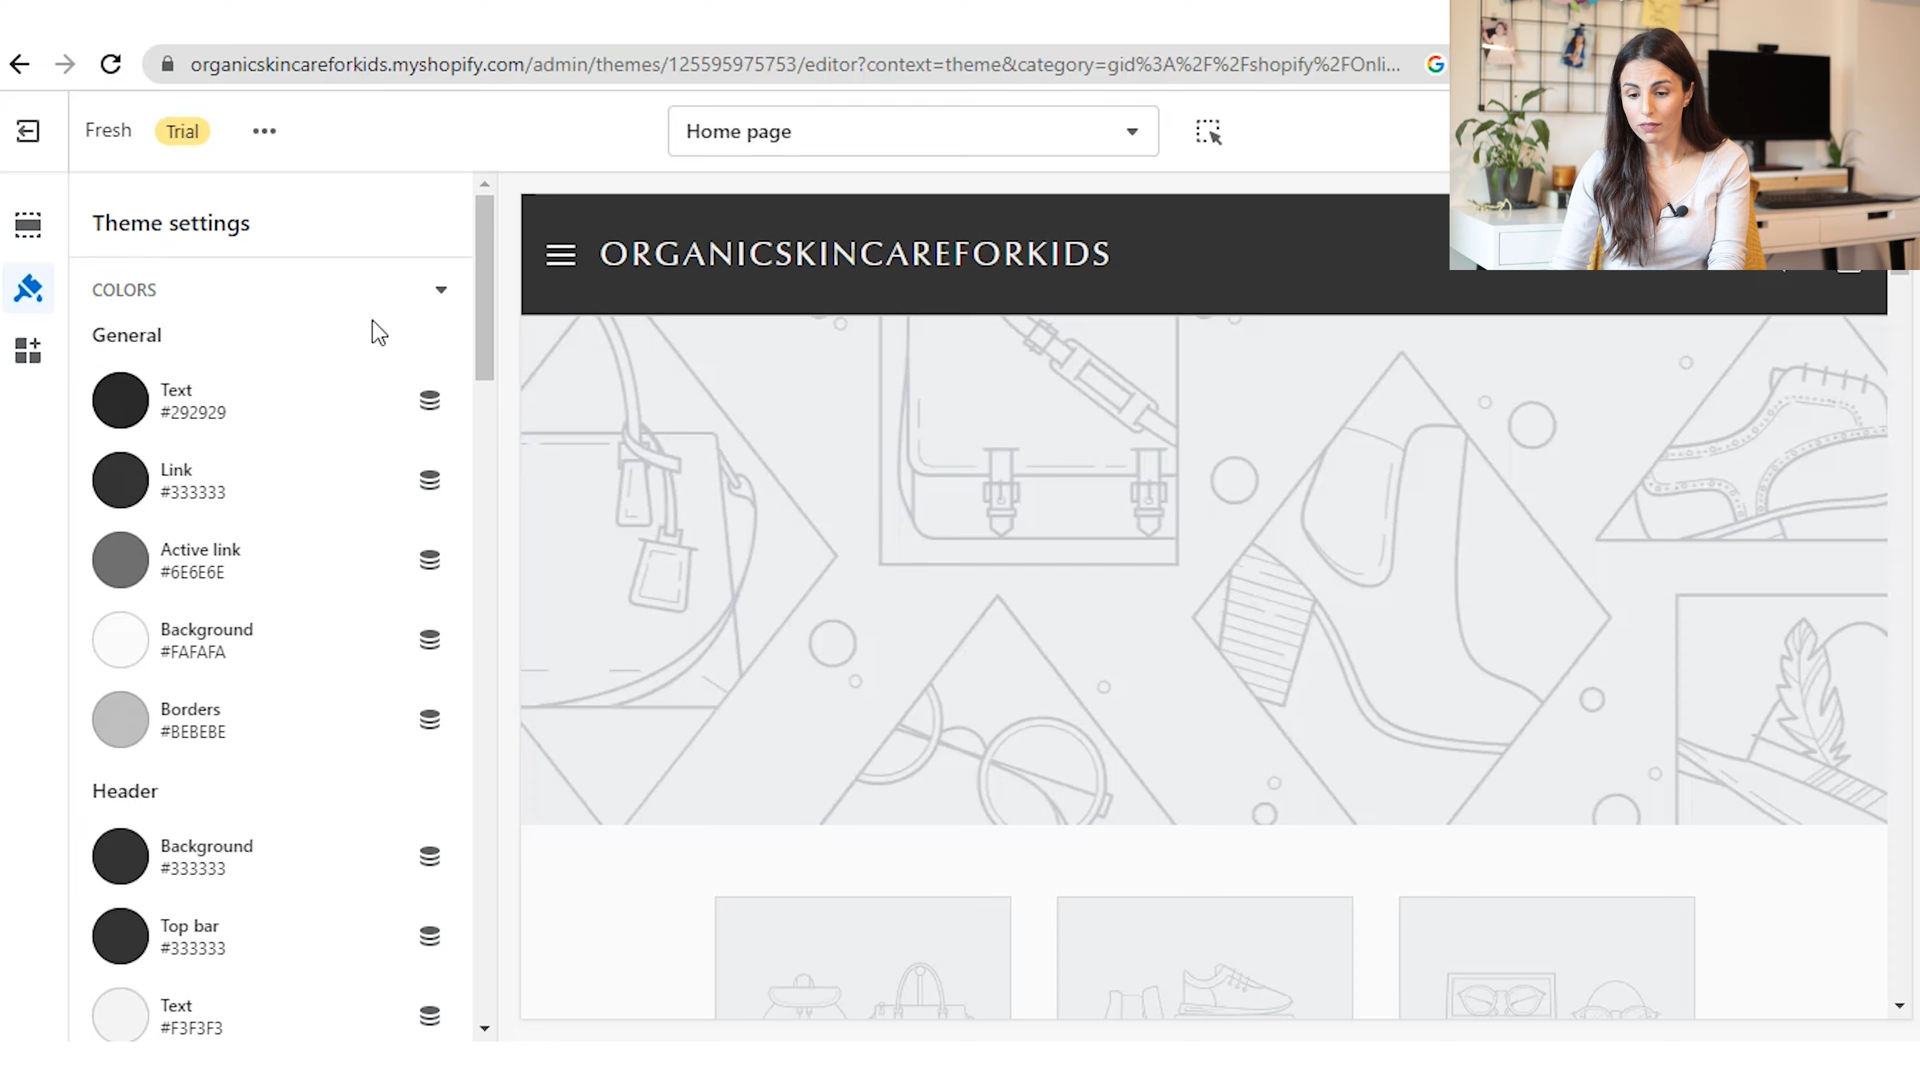 organicskincareforkids.myshopify.com/admin/themes/125595975753/editor?context=theme&category=gid%3A%2F%2Fshopify%2FOnli...
Fresh Trial
Home page
Theme settings
COLORS
General
Text
#292929
Link
#333333
Active link
#6E6E6E
Background
#FAFAFA
Borders
#BEBEBE
Header
Background
#333333
Top bar
#333333
Text
#F3F3F3
ORGANICSKINCAREFORKIDS